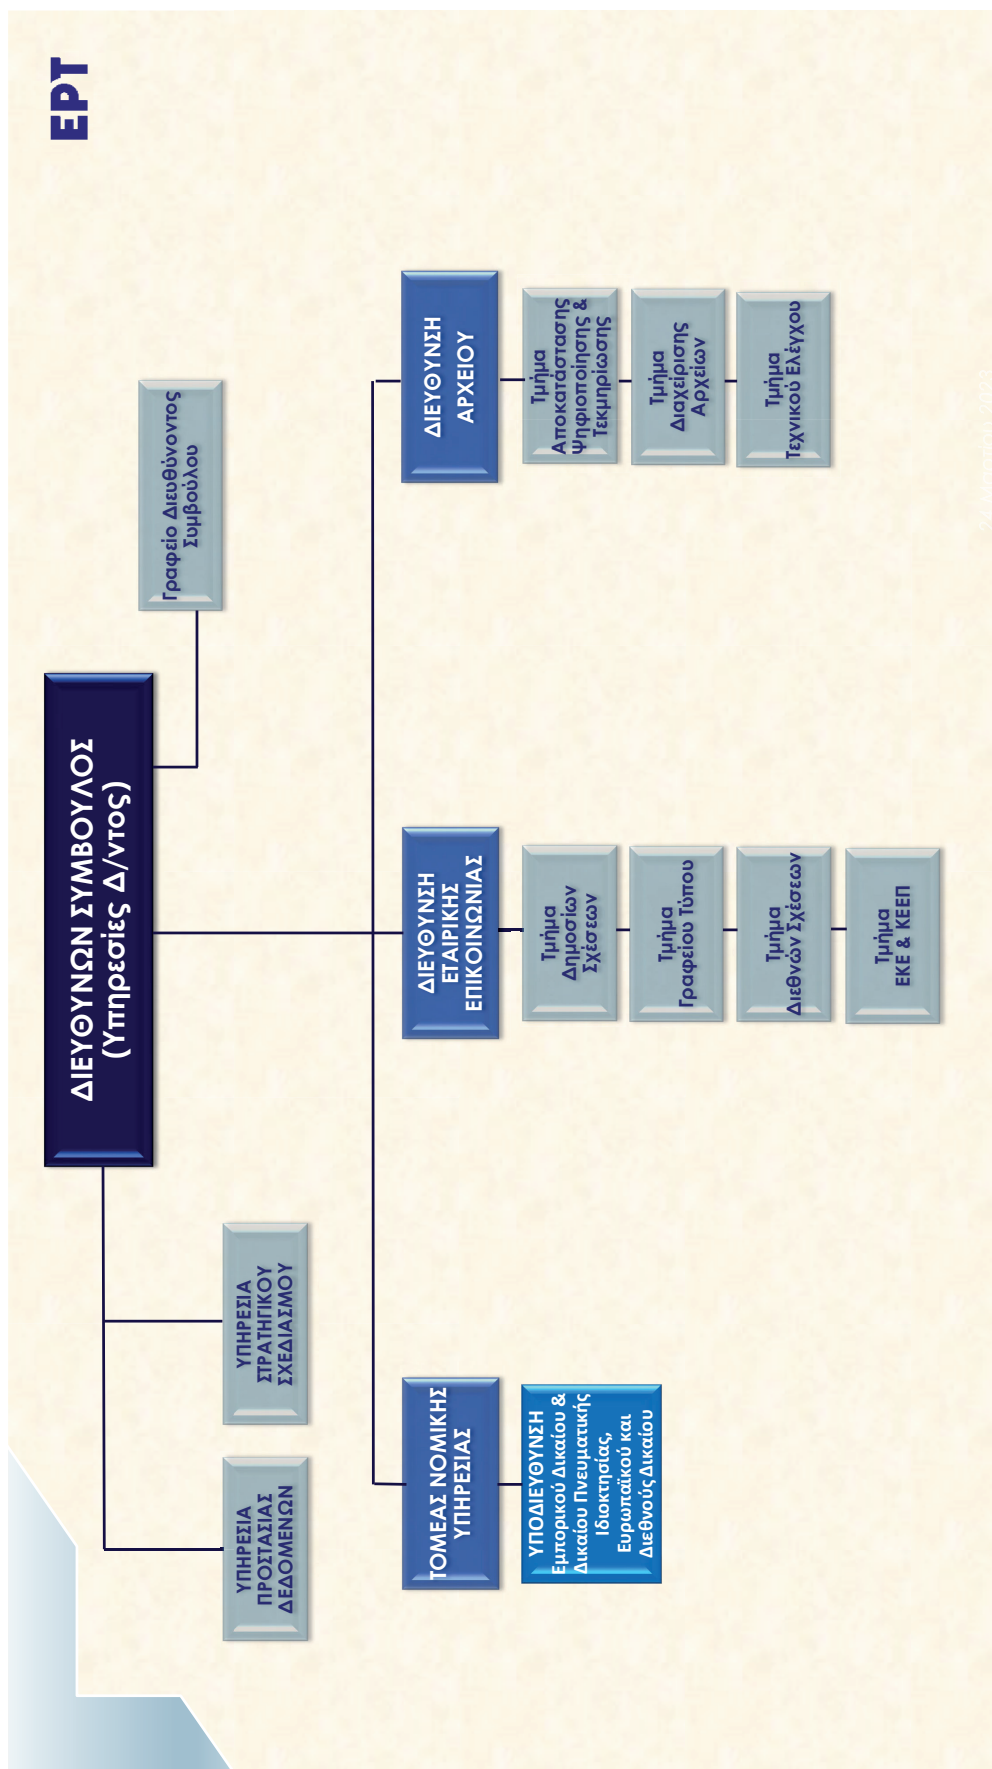 ΕΡΤ
ΔΙΕΥΘΥΝΩΝ ΣΥΜΒΟΥΛΟΣ
(Υπηρεσίες Δ/ντος)
Γραφείο Διευθύνοντος
Συμβούλου
ΥΠΗΡΕΣΙΑ
ΠΡΟΣΤΑΣΙΑΣ
ΔΕΔΟΜΕΝΩΝ
ΥΠΗΡΕΣΙΑ
ΣΤΡΑΤΗΓΙΚΟΥ
ΣΧΕΔΙΑΣΜΟΥ
ΤΟΜΕΑΣ ΝΟΜΙΚΗΣ
ΥΠΗΡΕΣΙΑΣ
ΥΠΟΔΙΕΥΘΥΝΣΗ
Εμπορικού Δικαίου &
Δικαίου Πνευματικής
Ιδιοκτησίας,
Ευρωπαϊκού και
Διεθνούς Δικαίου
ΔΙΕΥΘΥΝΣΗ
ΕΤΑΙΡΙΚΗΣ
ΕΠΙΚΟΙΝΩΝΙΑΣ
Τμήμα
Δημοσίων
Σχέσεων
Τμήμα
Γραφείου Τύπου
Τμήμα
Διεθνών Σχέσεων
Τμήμα
ΕΚΕ & ΚΕΕΠ
ΔΙΕΥΘΥΝΣΗ
ΑΡΧΕΙΟΥ
Τμήμα
Αποκατάστασης
Ψηφιοποίησης &
Τεκμηρίωσης
Τμήμα
Διαχείρισης
Αρχείων
Τμήμα
Τεχνικού Ελέγχου